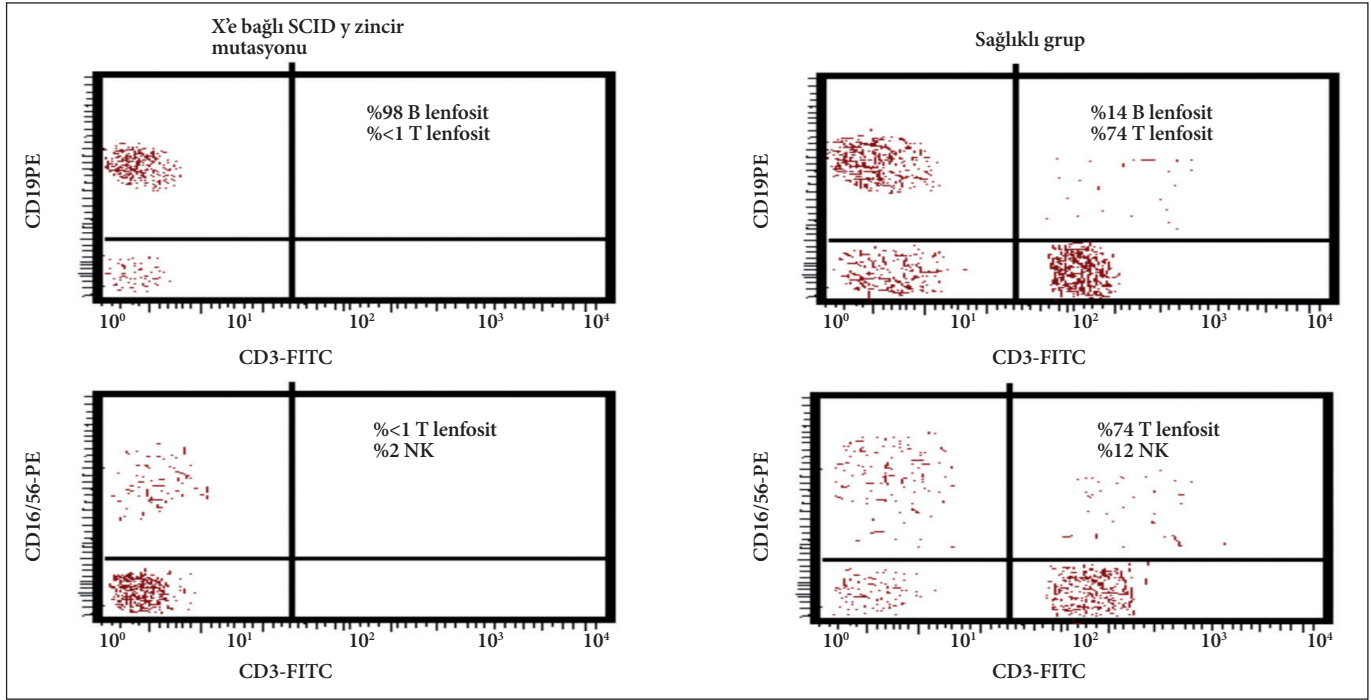 X'e bağlı SCID y zincir
mutasyonu
%98 B lenfosit
%<1 T lenfosit
CD19PE
10⁰ 10¹ 10² 10³ 10⁴
CD3-FITC
Sağlıklı grup
%14 B lenfosit
%74 T lenfosit
CD19PE
10⁰ 10¹ 10² 10³ 10⁴
CD3-FITC
%<1 T lenfosit
%2 NK
CD16/56-PE
10⁰ 10¹ 10² 10³ 10⁴
CD3-FITC
%74 T lenfosit
%12 NK
CD16/56-PE
10⁰ 10¹ 10² 10³ 10⁴
CD3-FITC